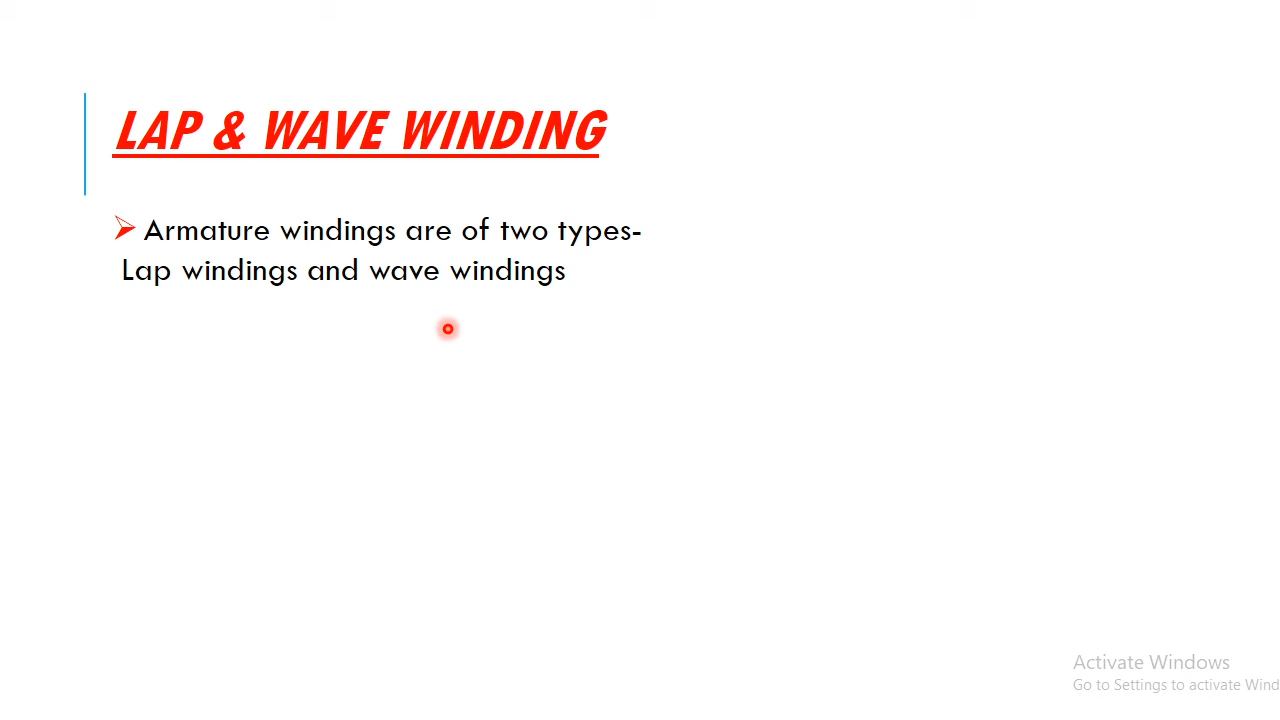 LAP & WAVE WINDING
Armature windings are of two types-
Lap windings and wave windings
Activate Windows
Go to Settings to activate Wind